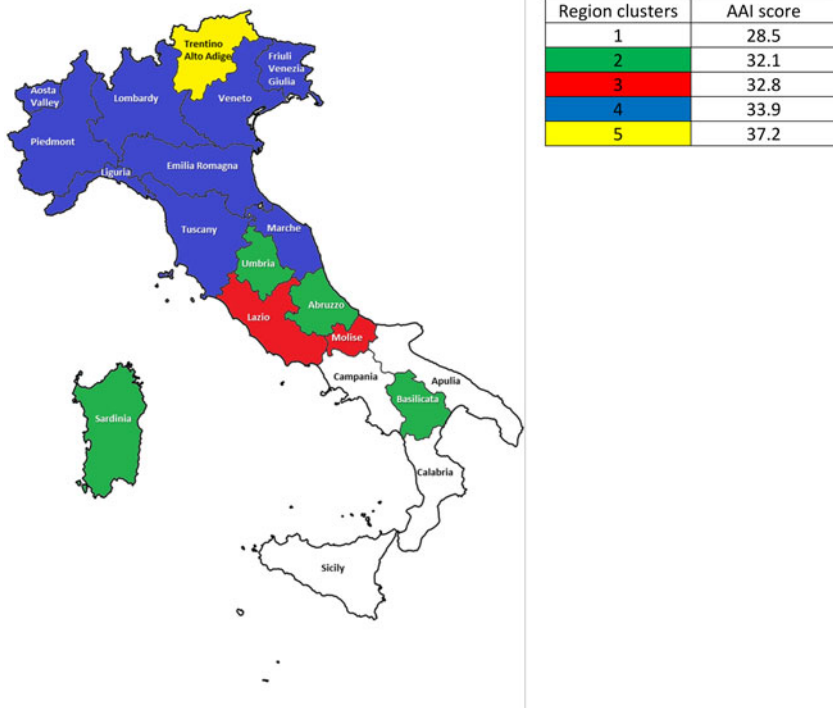 Region clusters AAI score
1 28.5
2 32.1
3 32.8
4 33.9
5 37.2
Trentino
Alto Adige
Friuli
Venezia
Giulia
Aosta
Valley
Lombardy
Veneto
Piedmont
Emilia Romagna
Liguria
Tuscany
Marche
Umbria
Abruzzo
Lazio
Molise
Campania
Apulia
Basilicata
Sardinia
Calabria
Sicily